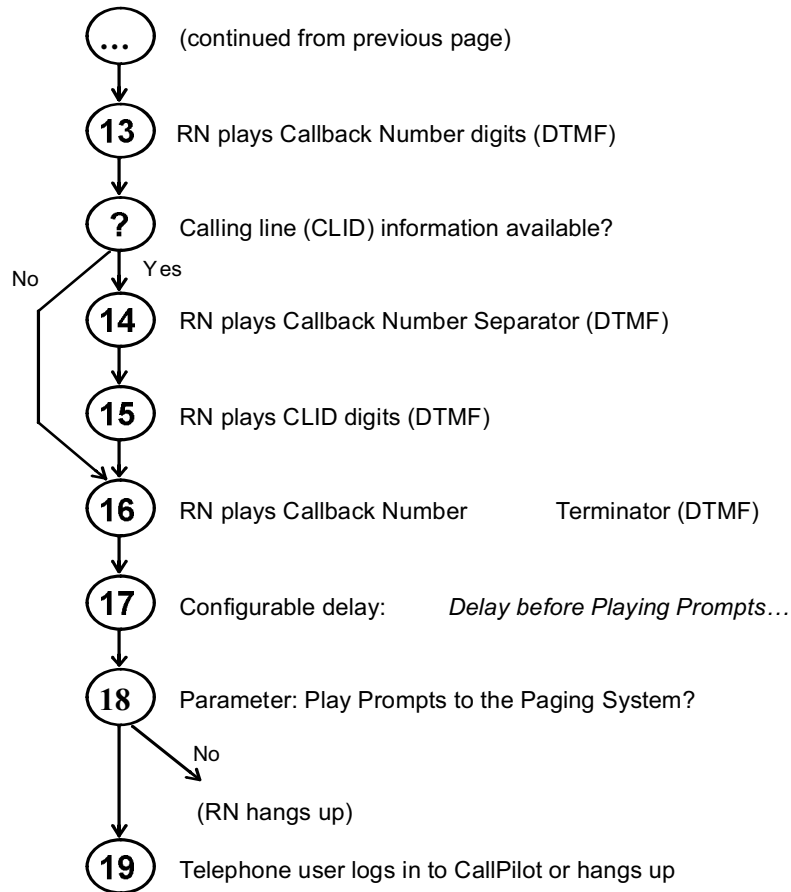 ... (continued from previous page)
13 RN plays Callback Number digits (DTMF)
? Calling line (CLID) information available?
No Yes
14 RN plays Callback Number Separator (DTMF)
15 RN plays CLID digits (DTMF)
16 RN plays Callback Number Terminator (DTMF)
17 Configurable delay: Delay before Playing Prompts…
18 Parameter: Play Prompts to the Paging System?
No
(RN hangs up)
19 Telephone user logs in to CallPilot or hangs up